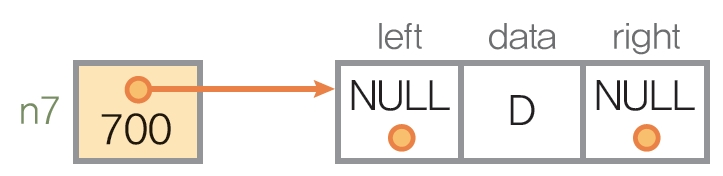 left data right
n7
700
NULL D NULL